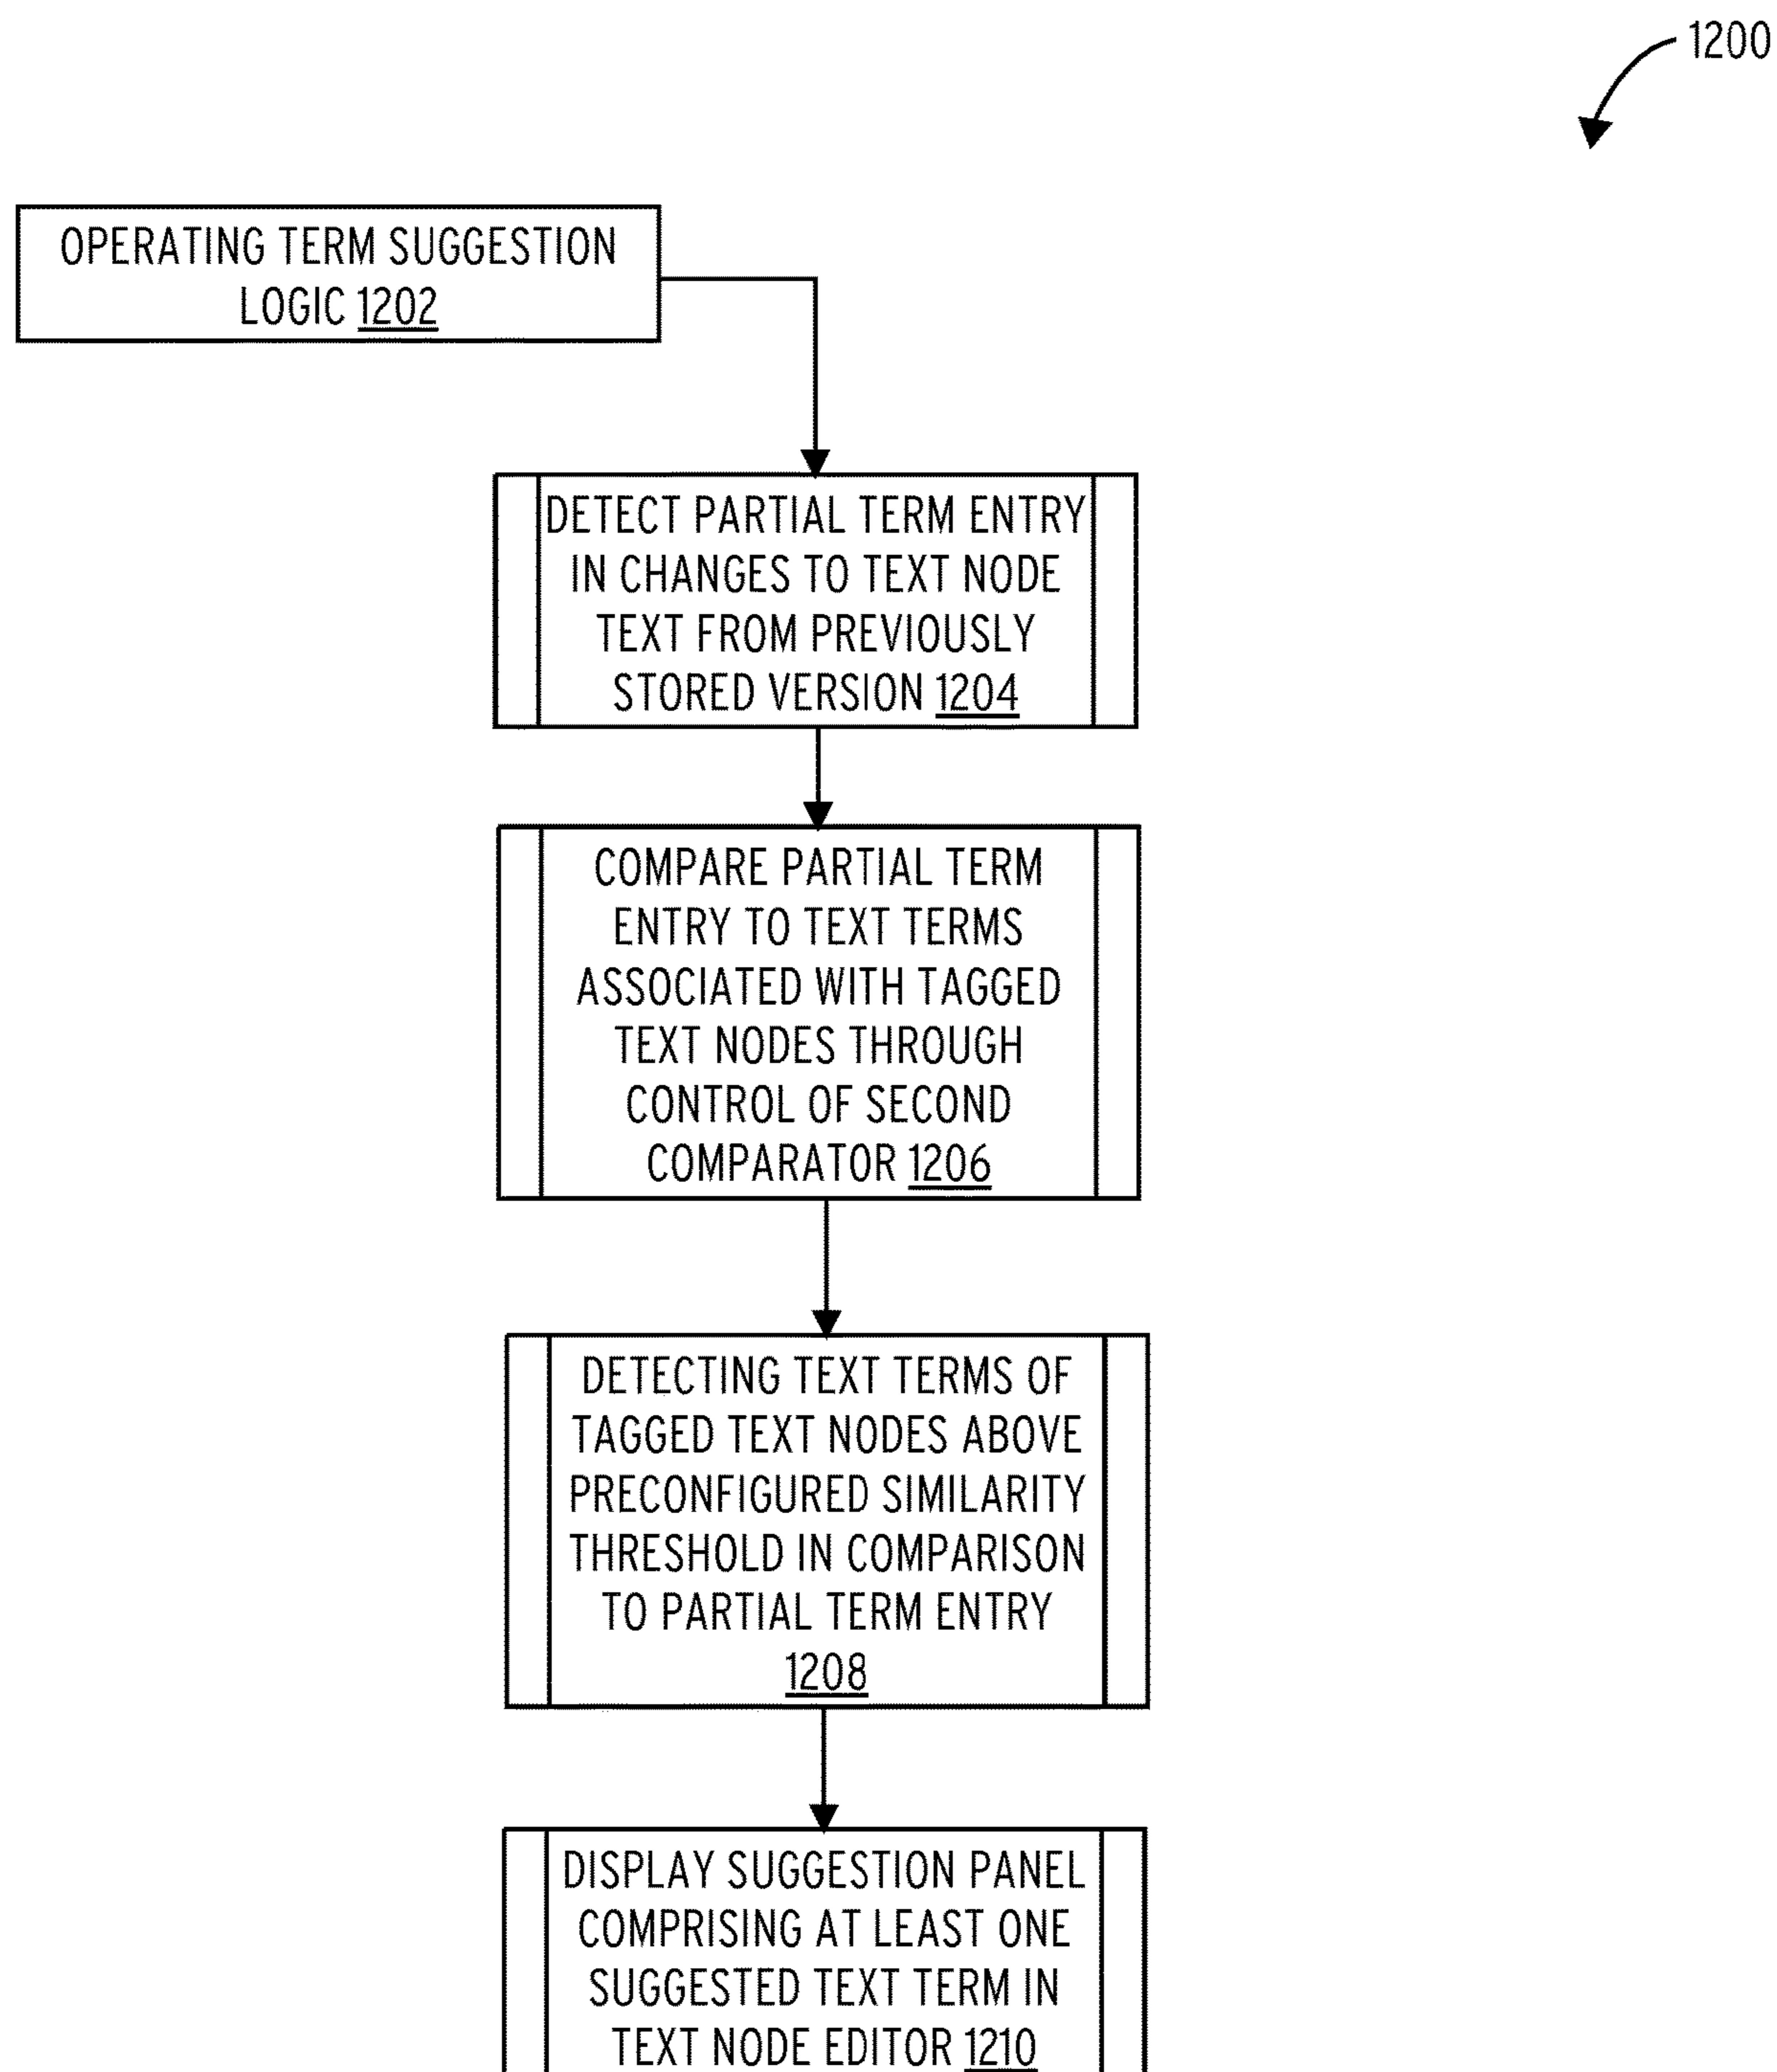 1200
OPERATING TERM SUGGESTION
LOGIC 1202
DETECT PARTIAL TERM ENTRY
IN CHANGES TO TEXT NODE
TEXT FROM PREVIOUSLY
STORED VERSION 1204
COMPARE PARTIAL TERM
ENTRY TO TEXT TERMS
ASSOCIATED WITH TAGGED
TEXT NODES THROUGH
CONTROL OF SECOND
COMPARATOR 1206
DETECTING TEXT TERMS OF
TAGGED TEXT NODES ABOVE
PRECONFIGURED SIMILARITY
THRESHOLD IN COMPARISON
TO PARTIAL TERM ENTRY
1208
DISPLAY SUGGESTION PANEL
COMPRISING AT LEAST ONE
SUGGESTED TEXT TERM IN
TEXT NODE EDITOR 1210